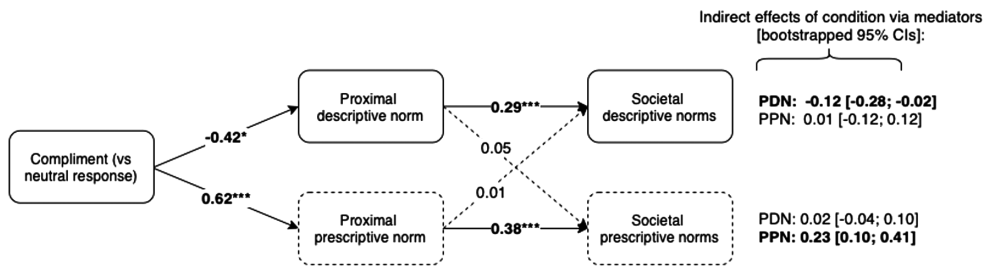 Indirect effects of condition via mediators
[bootstrapped 95% CIs]:
Proximal
descriptive norm
0.29***
Societal
descriptive norms
PDN: -0.12 [-0.28; -0.02]
PPN: 0.01 [-0.12; 0.12]
-0.42*
Compliment (vs
neutral response)
0.05
0.62***
0.01
Proximal
prescriptive norm
0.38***
Societal
prescriptive norms
PDN: 0.02 [-0.04; 0.10]
PPN: 0.23 [0.10; 0.41]